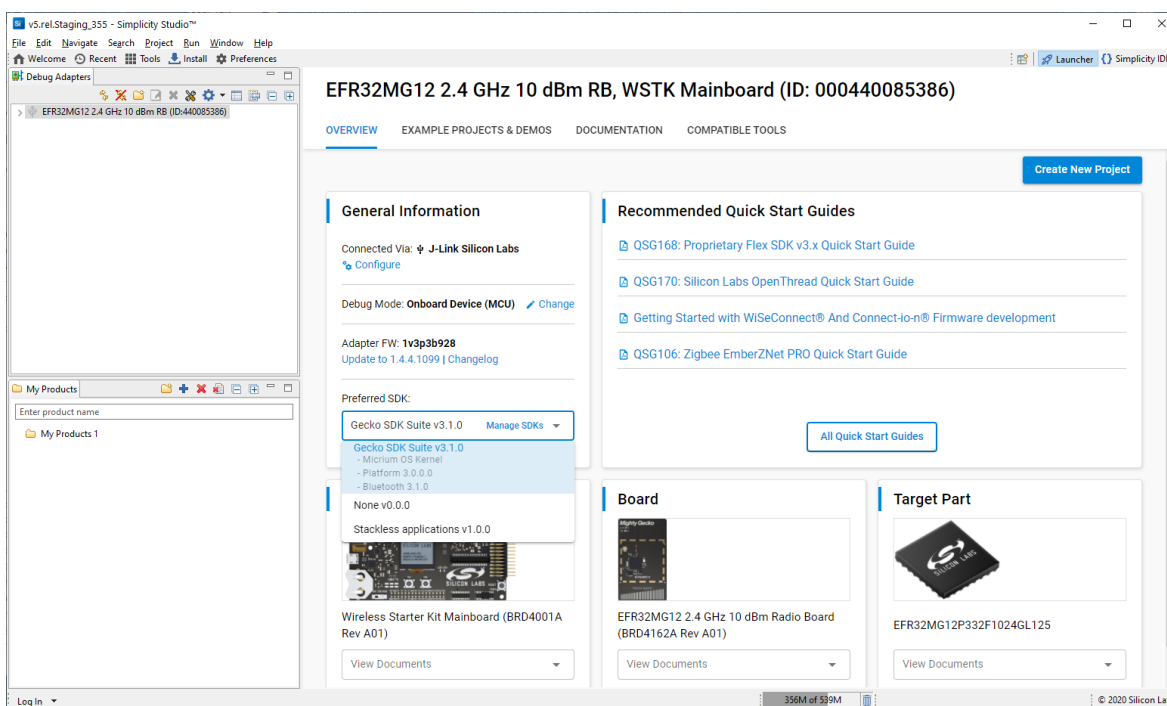 v5.rel.Staging_355 - Simplicity Studio™
File Edit Navigate Search Project Run Window Help
Welcome Recent Tools Install Preferences
Launcher Simplicity IDE
Debug Adapters
EFR32MG12 2.4 GHz 10 dBm RB (ID:440085386)
EFR32MG12 2.4 GHz 10 dBm RB, WSTK Mainboard (ID: 000440085386)
OVERVIEW EXAMPLE PROJECTS & DEMOS DOCUMENTATION COMPATIBLE TOOLS
Create New Project
General Information
Connected Via: J-Link Silicon Labs
Configure
Debug Mode: Onboard Device (MCU) Change
Adapter FW: 1v3p3b928
Update to 1.4.4.1099 | Changelog
Preferred SDK:
Gecko SDK Suite v3.1.0 Manage SDKs
Gecko SDK Suite v3.1.0
- Micrium OS Kernel
- Platform 3.0.0.0
- Bluetooth 3.1.0
None v0.0.0
Stackless applications v1.0.0
Recommended Quick Start Guides
QSG168: Proprietary Flex SDK v3.x Quick Start Guide
QSG170: Silicon Labs OpenThread Quick Start Guide
Getting Started with WiSeConnect® And Connect-io-n® Firmware development
QSG106: Zigbee EmberZNet PRO Quick Start Guide
All Quick Start Guides
My Products
Enter product name
My Products 1
SILICON LABS
Wireless Starter Kit Mainboard (BRD4001A
Rev A01)
View Documents
Board
Mighty Gecko
EFR32MG12 2.4 GHz 10 dBm Radio Board
(BRD4162A Rev A01)
View Documents
Target Part
SILICON LABS
EFR32MG12P332F1024GL125
View Documents
Log In
356M of 539M
© 2020 Silicon La